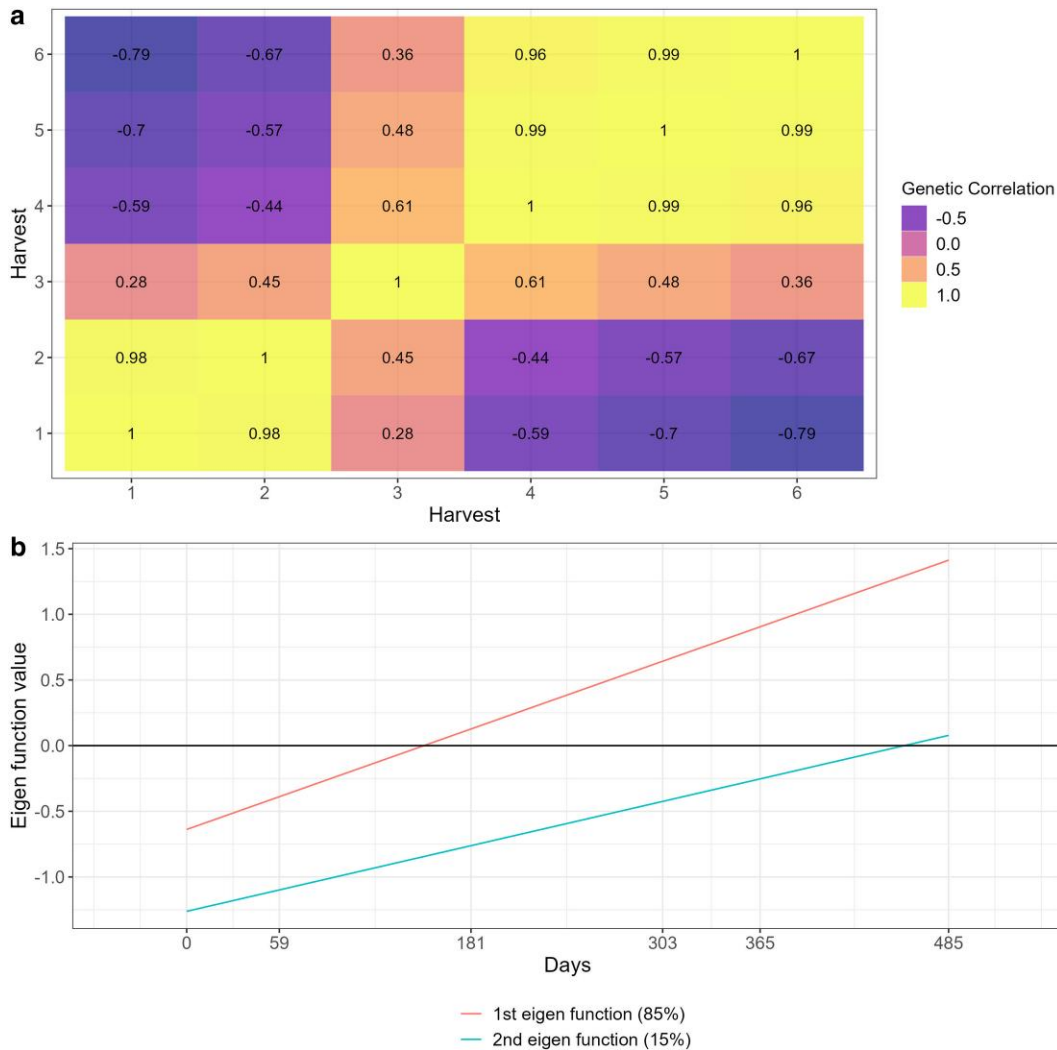 a
6 -0.79 -0.67 0.36 0.96 0.99 1
5 -0.7 -0.57 0.48 0.99 1 0.99
4 -0.59 -0.44 0.61 1 0.99 0.96
3 0.28 0.45 1 0.61 0.48 0.36
2 0.98 1 0.45 -0.44 -0.57 -0.67
1 1 0.98 0.28 -0.59 -0.7 -0.79
Harvest
1 2 3 4 5 6
Harvest
Genetic Correlation
-0.5
0.0
0.5
1.0
b
1.5
1.0
0.5
0.0
-0.5
-1.0
Eigen function value
0 59 181 303 365 485
Days
1st eigen function (85%)
2nd eigen function (15%)